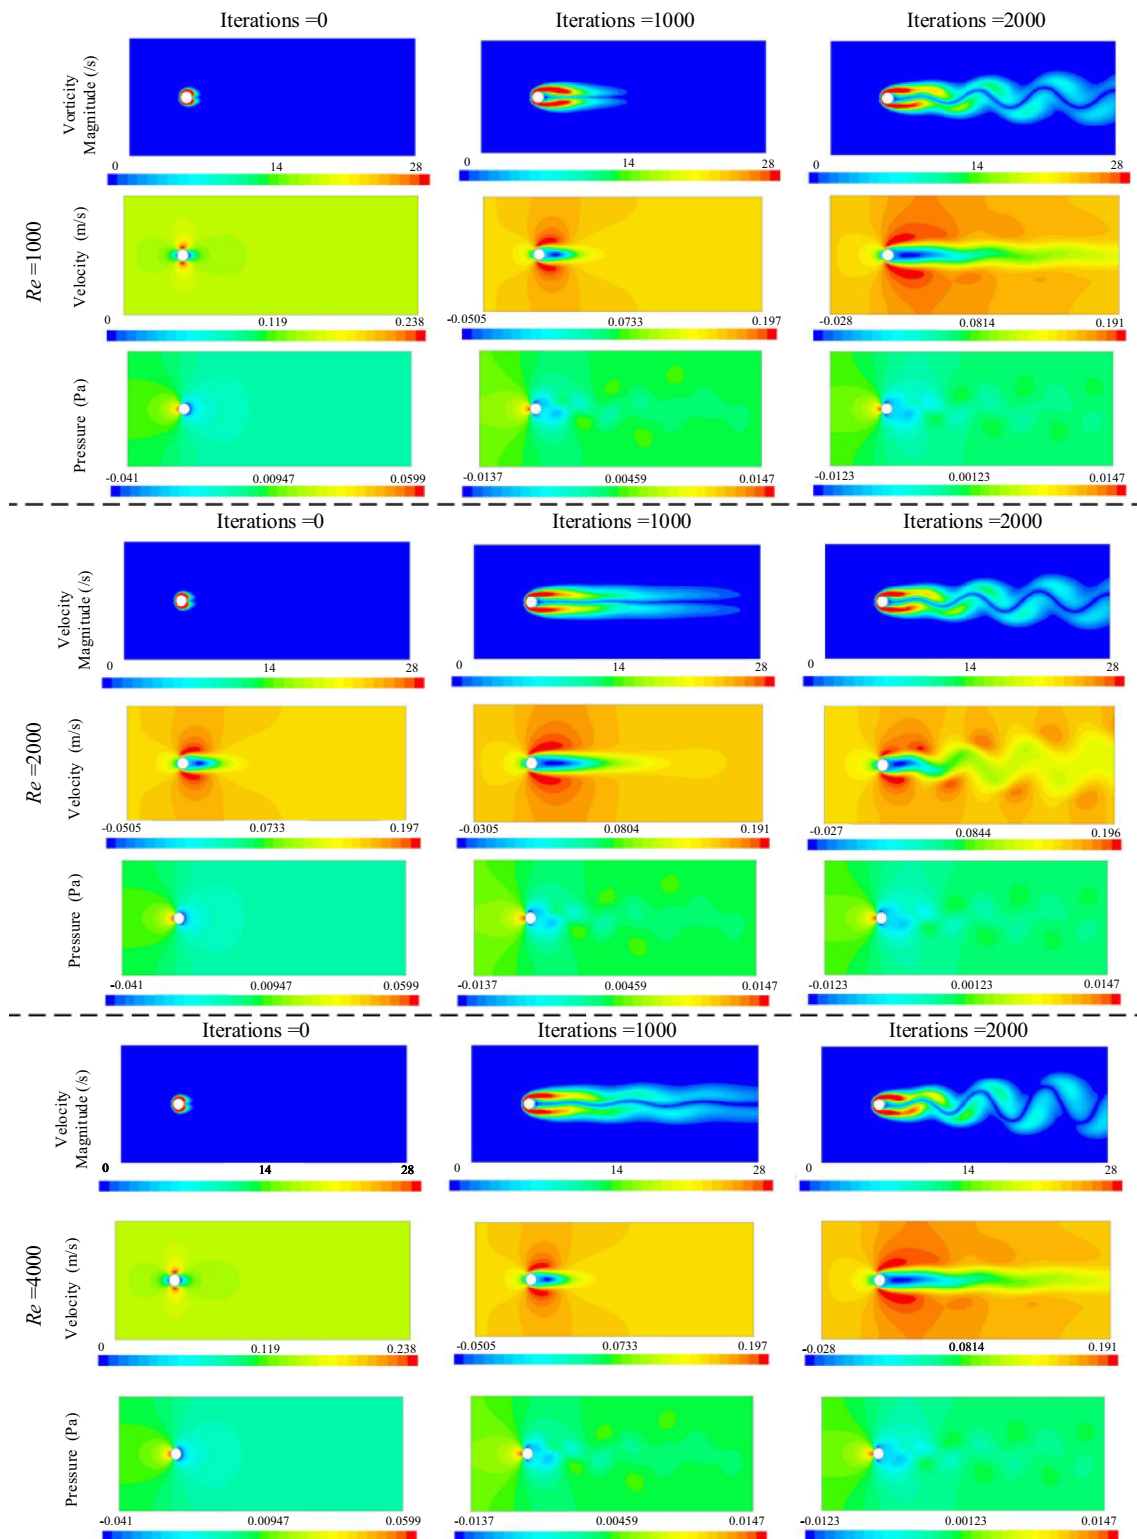 Iterations =0 Iterations =1000 Iterations =2000
Vorticity
Magnitude (/s)
0 14 28 0 14 28 0 14 28
Re=1000
Velocity (m/s)
0 0.119 0.238 -0.0505 0.0733 0.197 -0.028 0.0814 0.191
Pressure (Pa)
-0.041 0.00947 0.0599 -0.0137 0.00459 0.0147 -0.0123 0.00123 0.0147
Iterations =0 Iterations =1000 Iterations =2000
Velocity
Magnitude (/s)
0 14 28 0 14 28 0 14 28
Re=2000
Velocity (m/s)
-0.0505 0.0733 0.197 -0.0305 0.0804 0.191 -0.027 0.0844 0.196
Pressure (Pa)
-0.041 0.00947 0.0599 -0.0137 0.00459 0.0147 -0.0123 0.00123 0.0147
Iterations =0 Iterations =1000 Iterations =2000
Velocity
Magnitude (/s)
0 14 28 0 14 28 0 14 28
Re=4000
Velocity (m/s)
0 0.119 0.238 -0.0505 0.0733 0.197 -0.028 0.0814 0.191
Pressure (Pa)
-0.041 0.00947 0.0599 -0.0137 0.00459 0.0147 -0.0123 0.00123 0.0147